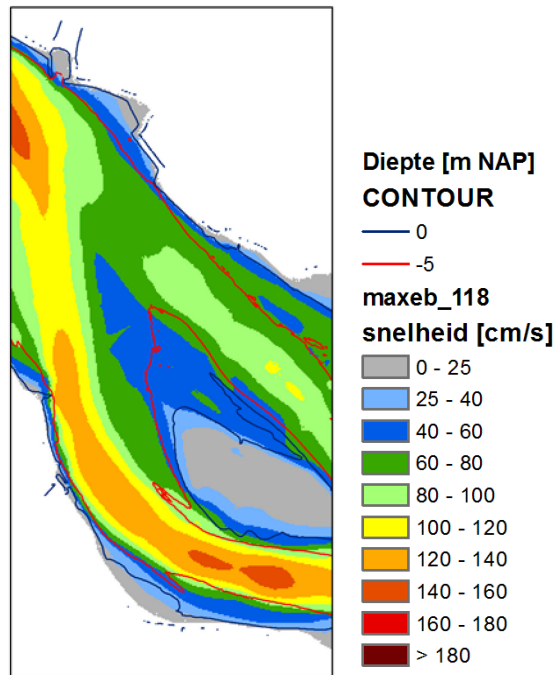 Diepte [m NAP]
CONTOUR
0
-5
maxeb_118
snelheid [cm/s]
0 - 25
25 - 40
40 - 60
60 - 80
80 - 100
100 - 120
120 - 140
140 - 160
160 - 180
> 180